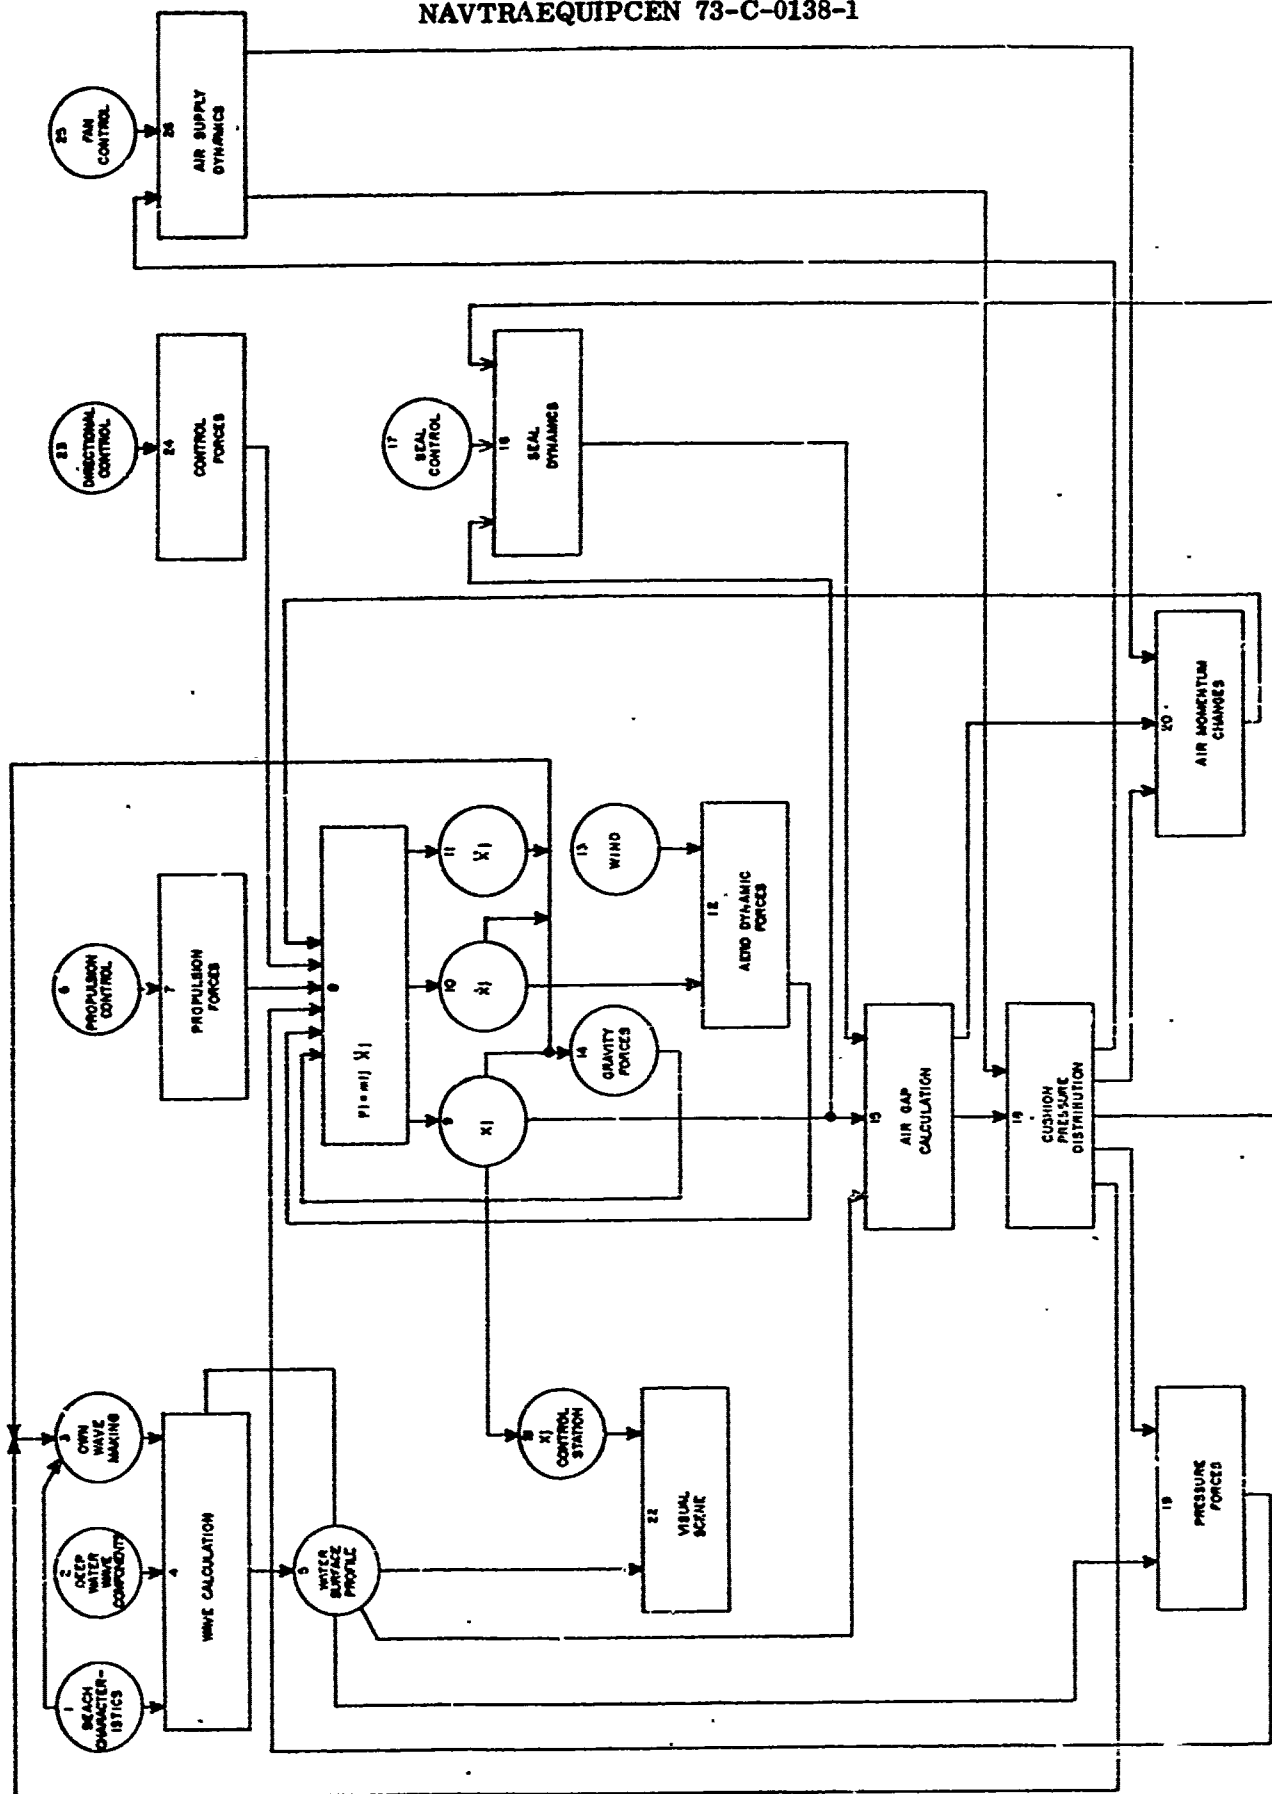 NAVTRAEQUIPCEN 73-C-0138-1
1
BEACH
CHARACTER-
ISTICS
2
DEEP
WATER
WAVE
COMPONENTS
3
OWN
WAVE
MAKING
4
WAVE CALCULATION
5
WATER
SURFACE
PROFILE
6
PROPULSION
CONTROL
7
PROPULSION
FORCES
23
DIRECTIONAL
CONTROL
24
CONTROL
FORCES
25
FAN
CONTROL
26
AIR SUPPLY
DYNAMICS
8
9
Xj
10
Ẋj
11
14
GRAVITY
FORCES
13
WIND
12
AERO DYNAMIC
FORCES
17
SEAL
CONTROL
SEAL
DYNAMICS
Xj
CONTROL
STATION
22
VISUAL
SCENE
15
AIR GAP
CALCULATION
CUSHION
PRESSURE
DISTRIBUTION
19
PRESSURE
FORCES
20
AIR MOMENTUM
CHANGES